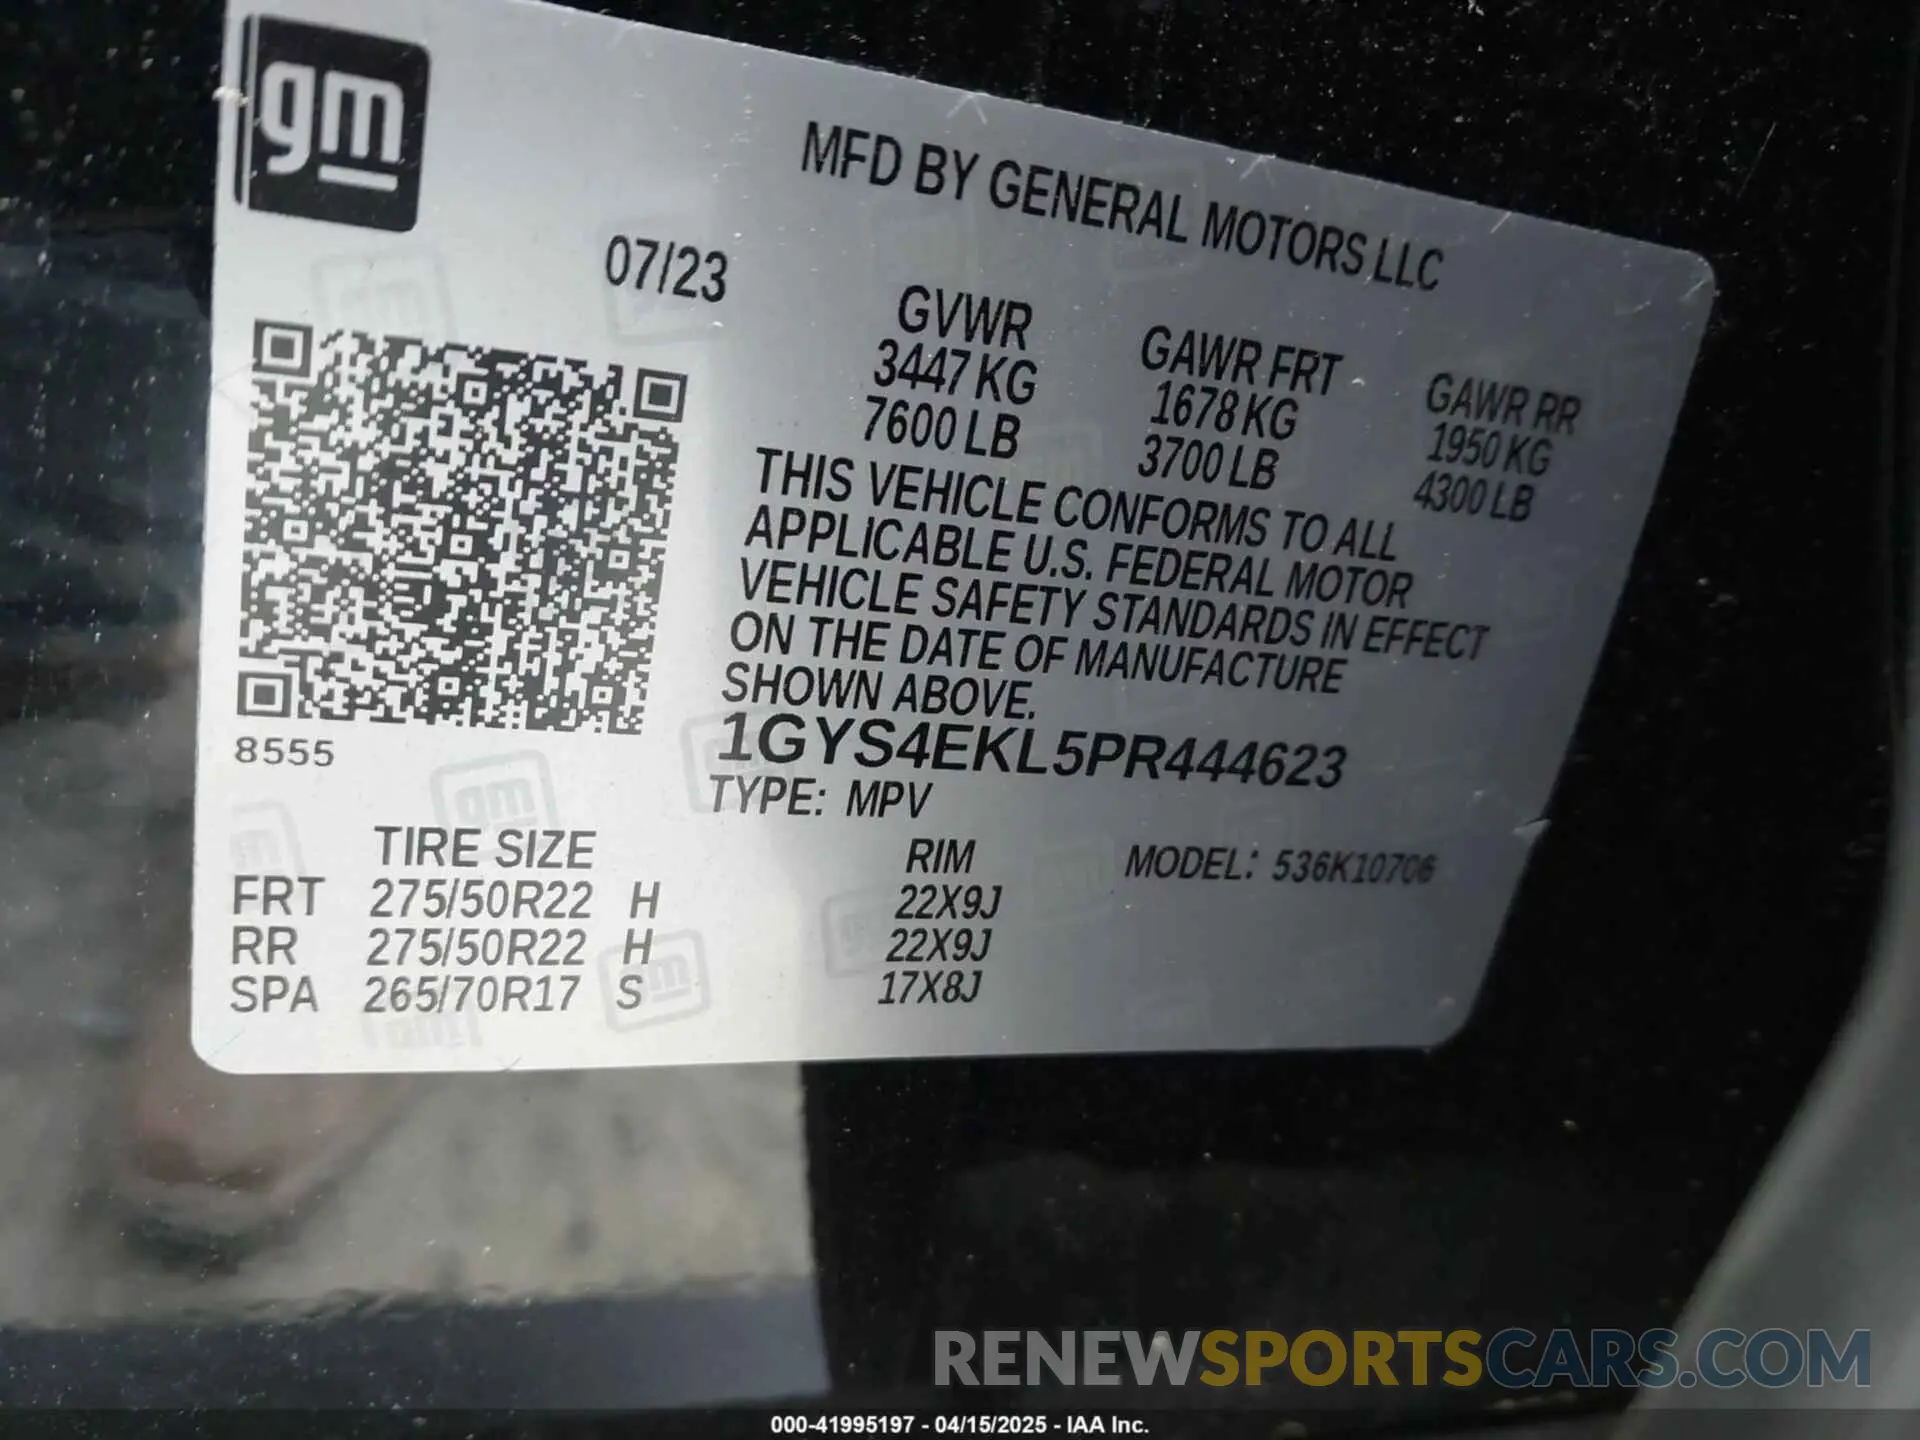 gm
MFD BY GENERAL MOTORS LLC
07/23
GVWR GAWR FRT GAWR RR
3447 KG 1678 KG 1950 KG
7600 LB 3700 LB 4300 LB
THIS VEHICLE CONFORMS TO ALL
APPLICABLE U.S. FEDERAL MOTOR
VEHICLE SAFETY STANDARDS IN EFFECT
ON THE DATE OF MANUFACTURE
SHOWN ABOVE.
1GYS4EKL5PR444623
8555
TYPE: MPV
TIRE SIZE RIM MODEL: 536K10706
FRT 275/50R22 H 22X9J
RR 275/50R22 H 22X9J
SPA 265/70R17 S 17X8J
RENEWSPORTSCARS.COM
000-41995197 - 04/15/2025 - IAA Inc.